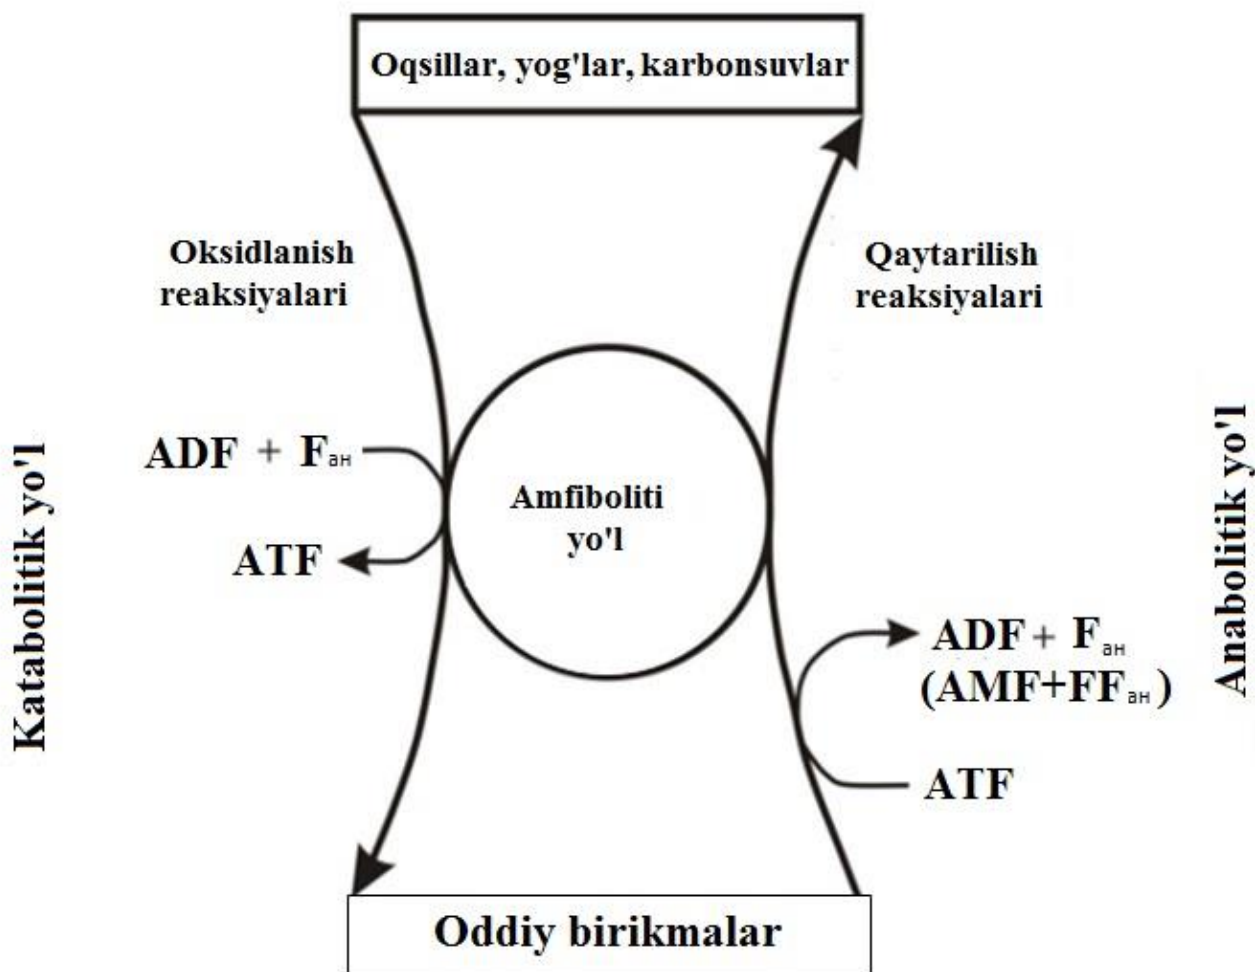 Oqsillar, yog'lar, karbonsuvlar
Oksidlanish
reaksiyalari
Qaytarilish
reaksiyalari
Katabolitik yo'l
ADF + Fан
ATF
Amfiboliti
yo'l
Anabolitik yo'l
ADF + Fан
(AMF+FFан)
ATF
Oddiy birikmalar